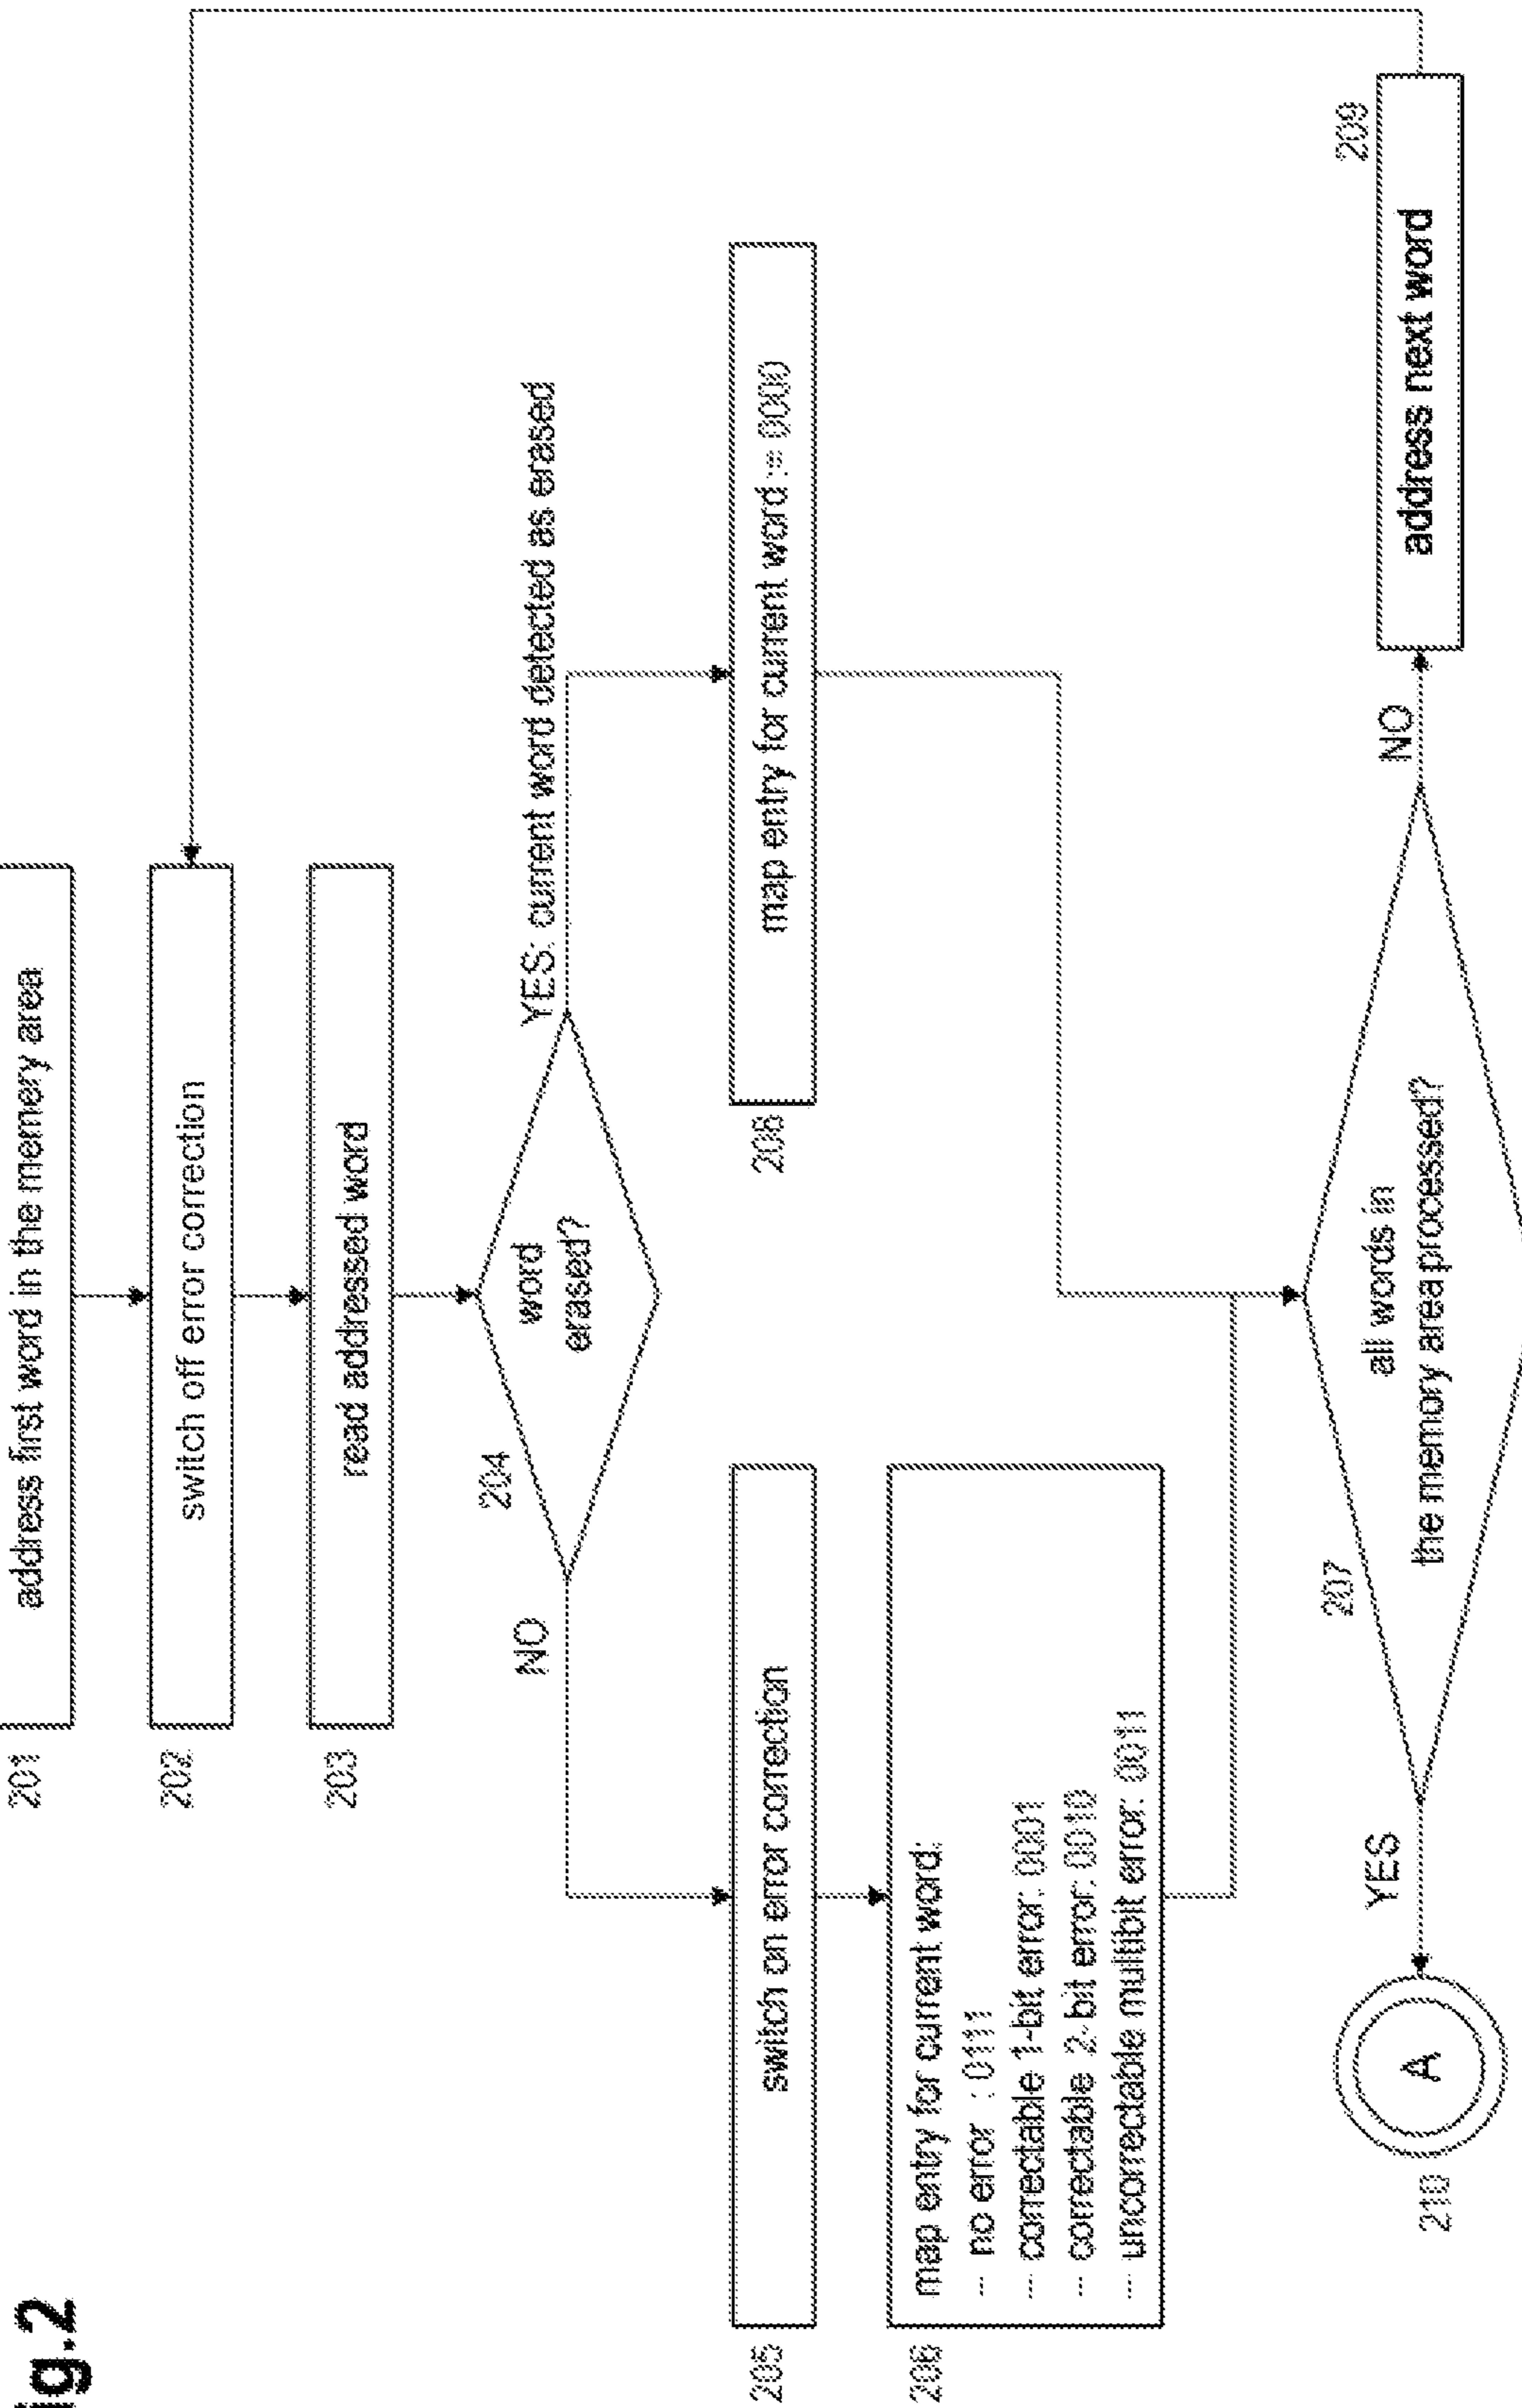 ig.2
201
address first word in the memery area
202
switch off error correction
203
read addressed word
204
word
erased?
NO
YES: current word detected as erased
205
switch on error correction
208
map entry for current word := 0000
206
map entry for current word:
-- no error : 0111
-- correctable 1-bit error: 0001
-- correctable 2-bit error: 0010
-- uncorrectable multibit error: 0011
207
all words in
the memory area processed?
YES
NO
209
address next word
210
A